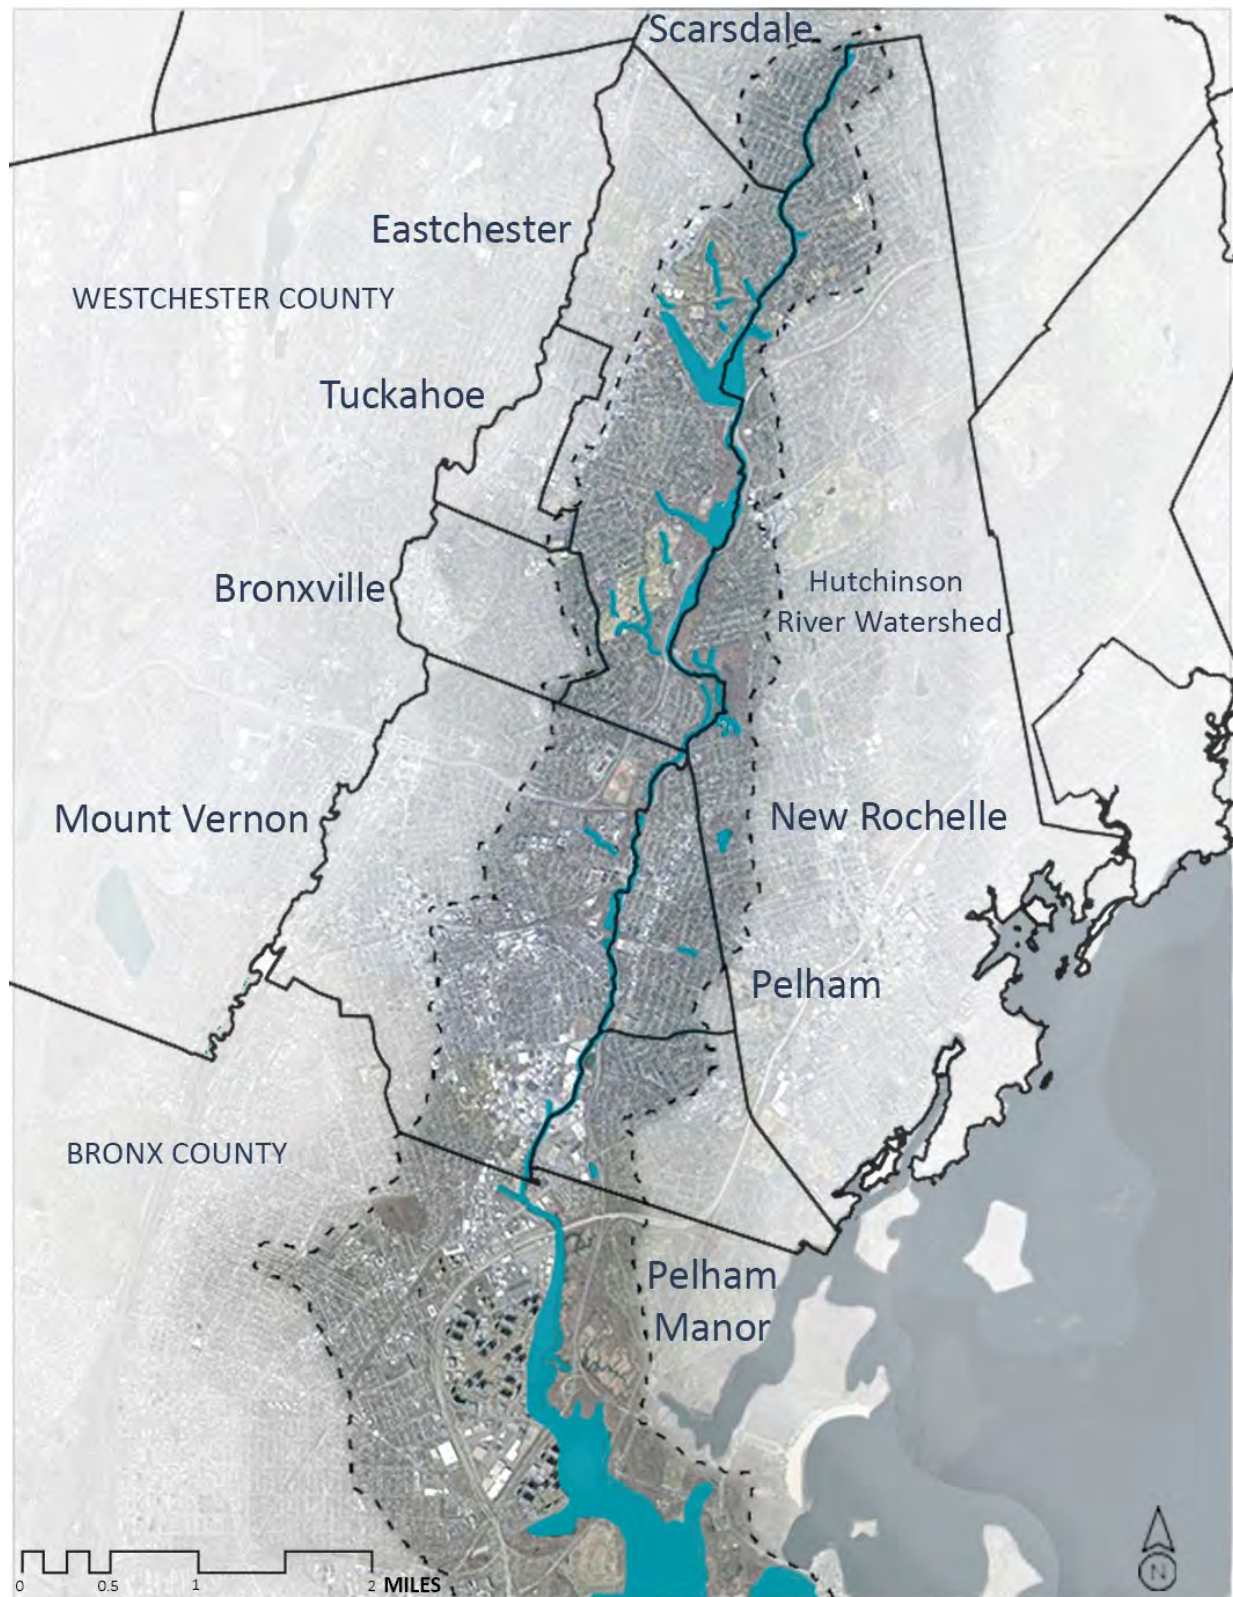 Scarsdale
Eastchester
WESTCHESTER COUNTY
Tuckahoe
Bronxville
Hutchinson
River Watershed
Mount Vernon
New Rochelle
Pelham
BRONX COUNTY
Pelham
Manor
0 0.5 1 2 MILES
N